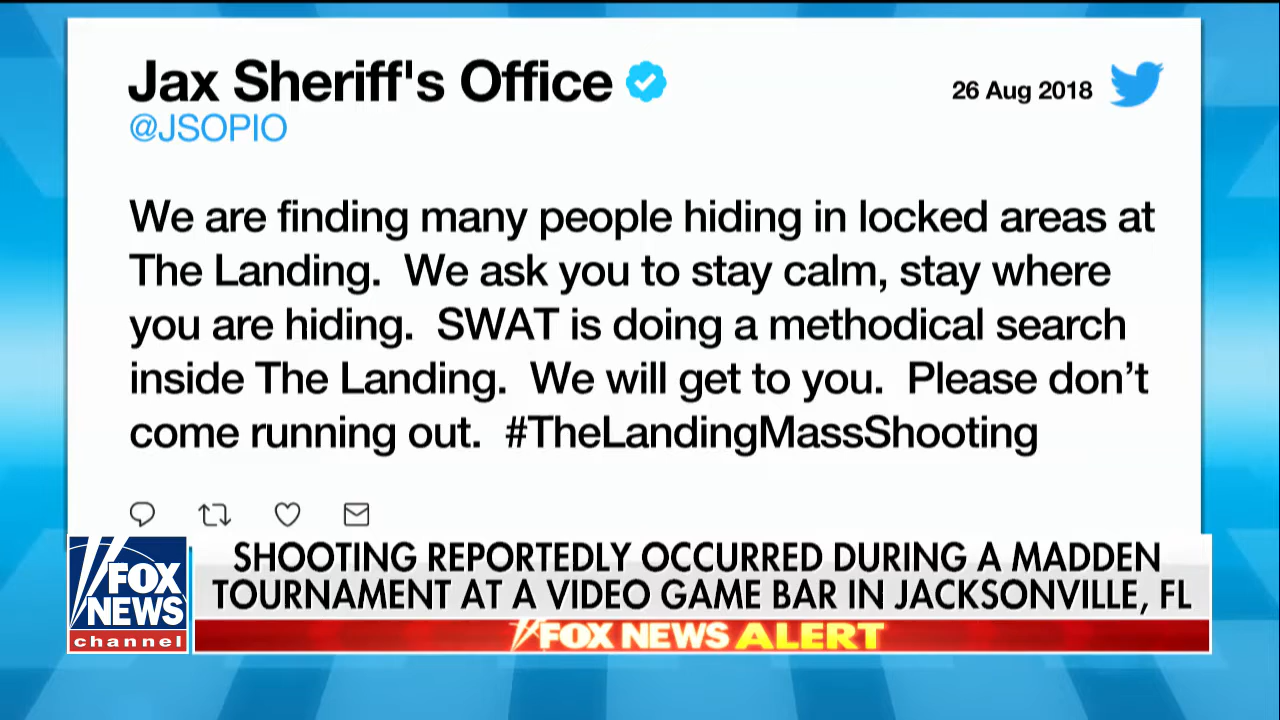 Jax Sheriff's Office
26 Aug 2018
@JSOPIO
We are finding many people hiding in locked areas at
The Landing.  We ask you to stay calm, stay where
you are hiding.  SWAT is doing a methodical search
inside The Landing.  We will get to you.  Please don’t
come running out.  #TheLandingMassShooting
FOX
NEWS
channel
SHOOTING REPORTEDLY OCCURRED DURING A MADDEN
TOURNAMENT AT A VIDEO GAME BAR IN JACKSONVILLE, FL
FOX NEWS ALERT